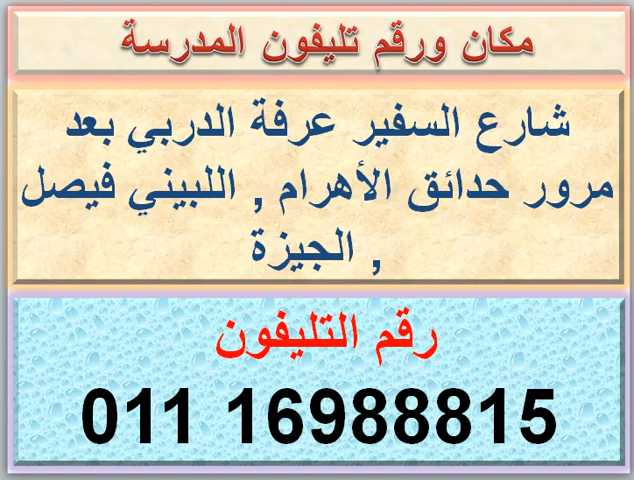 مكان ورقم تليفون المدرسة
شارع السفير عرفة الدربي بعد
مرور حدائق الأهرام , اللبيني فيصل
, الجيزة
رقم التليفون
011 16988815